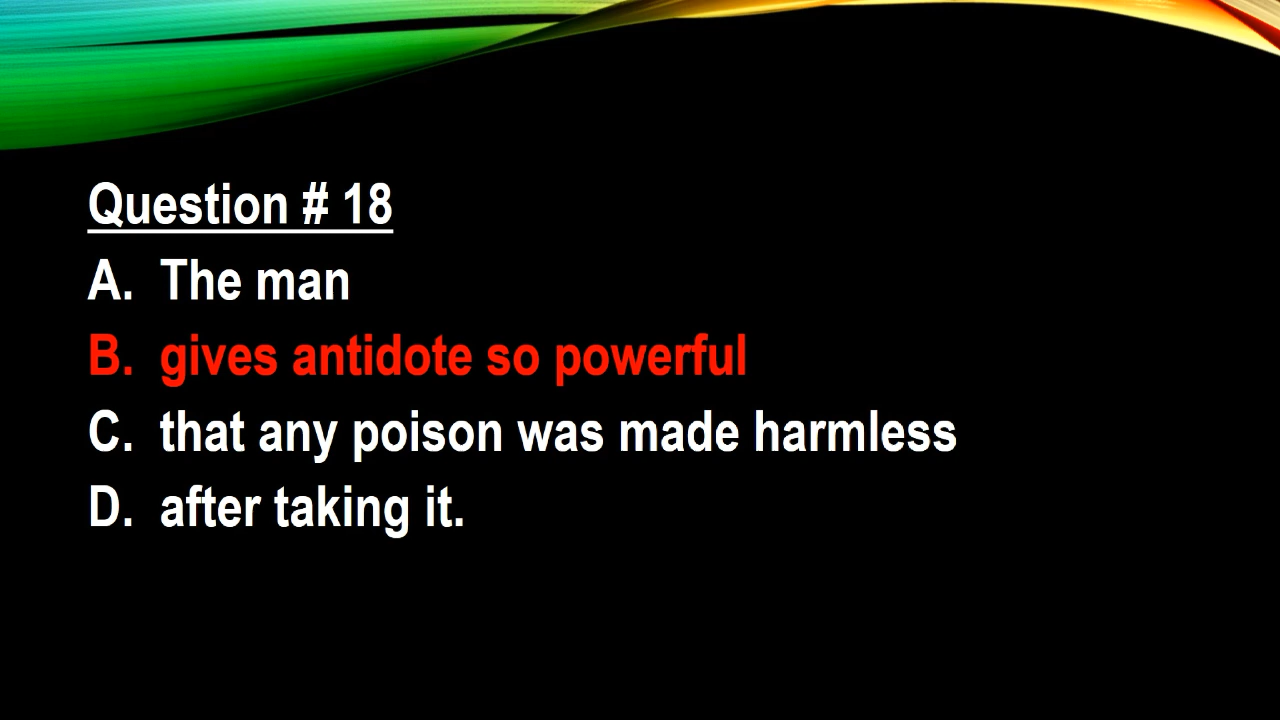 Question # 18
A. The man
B. gives antidote so powerful
C. that any poison was made harmless
D. after taking it.